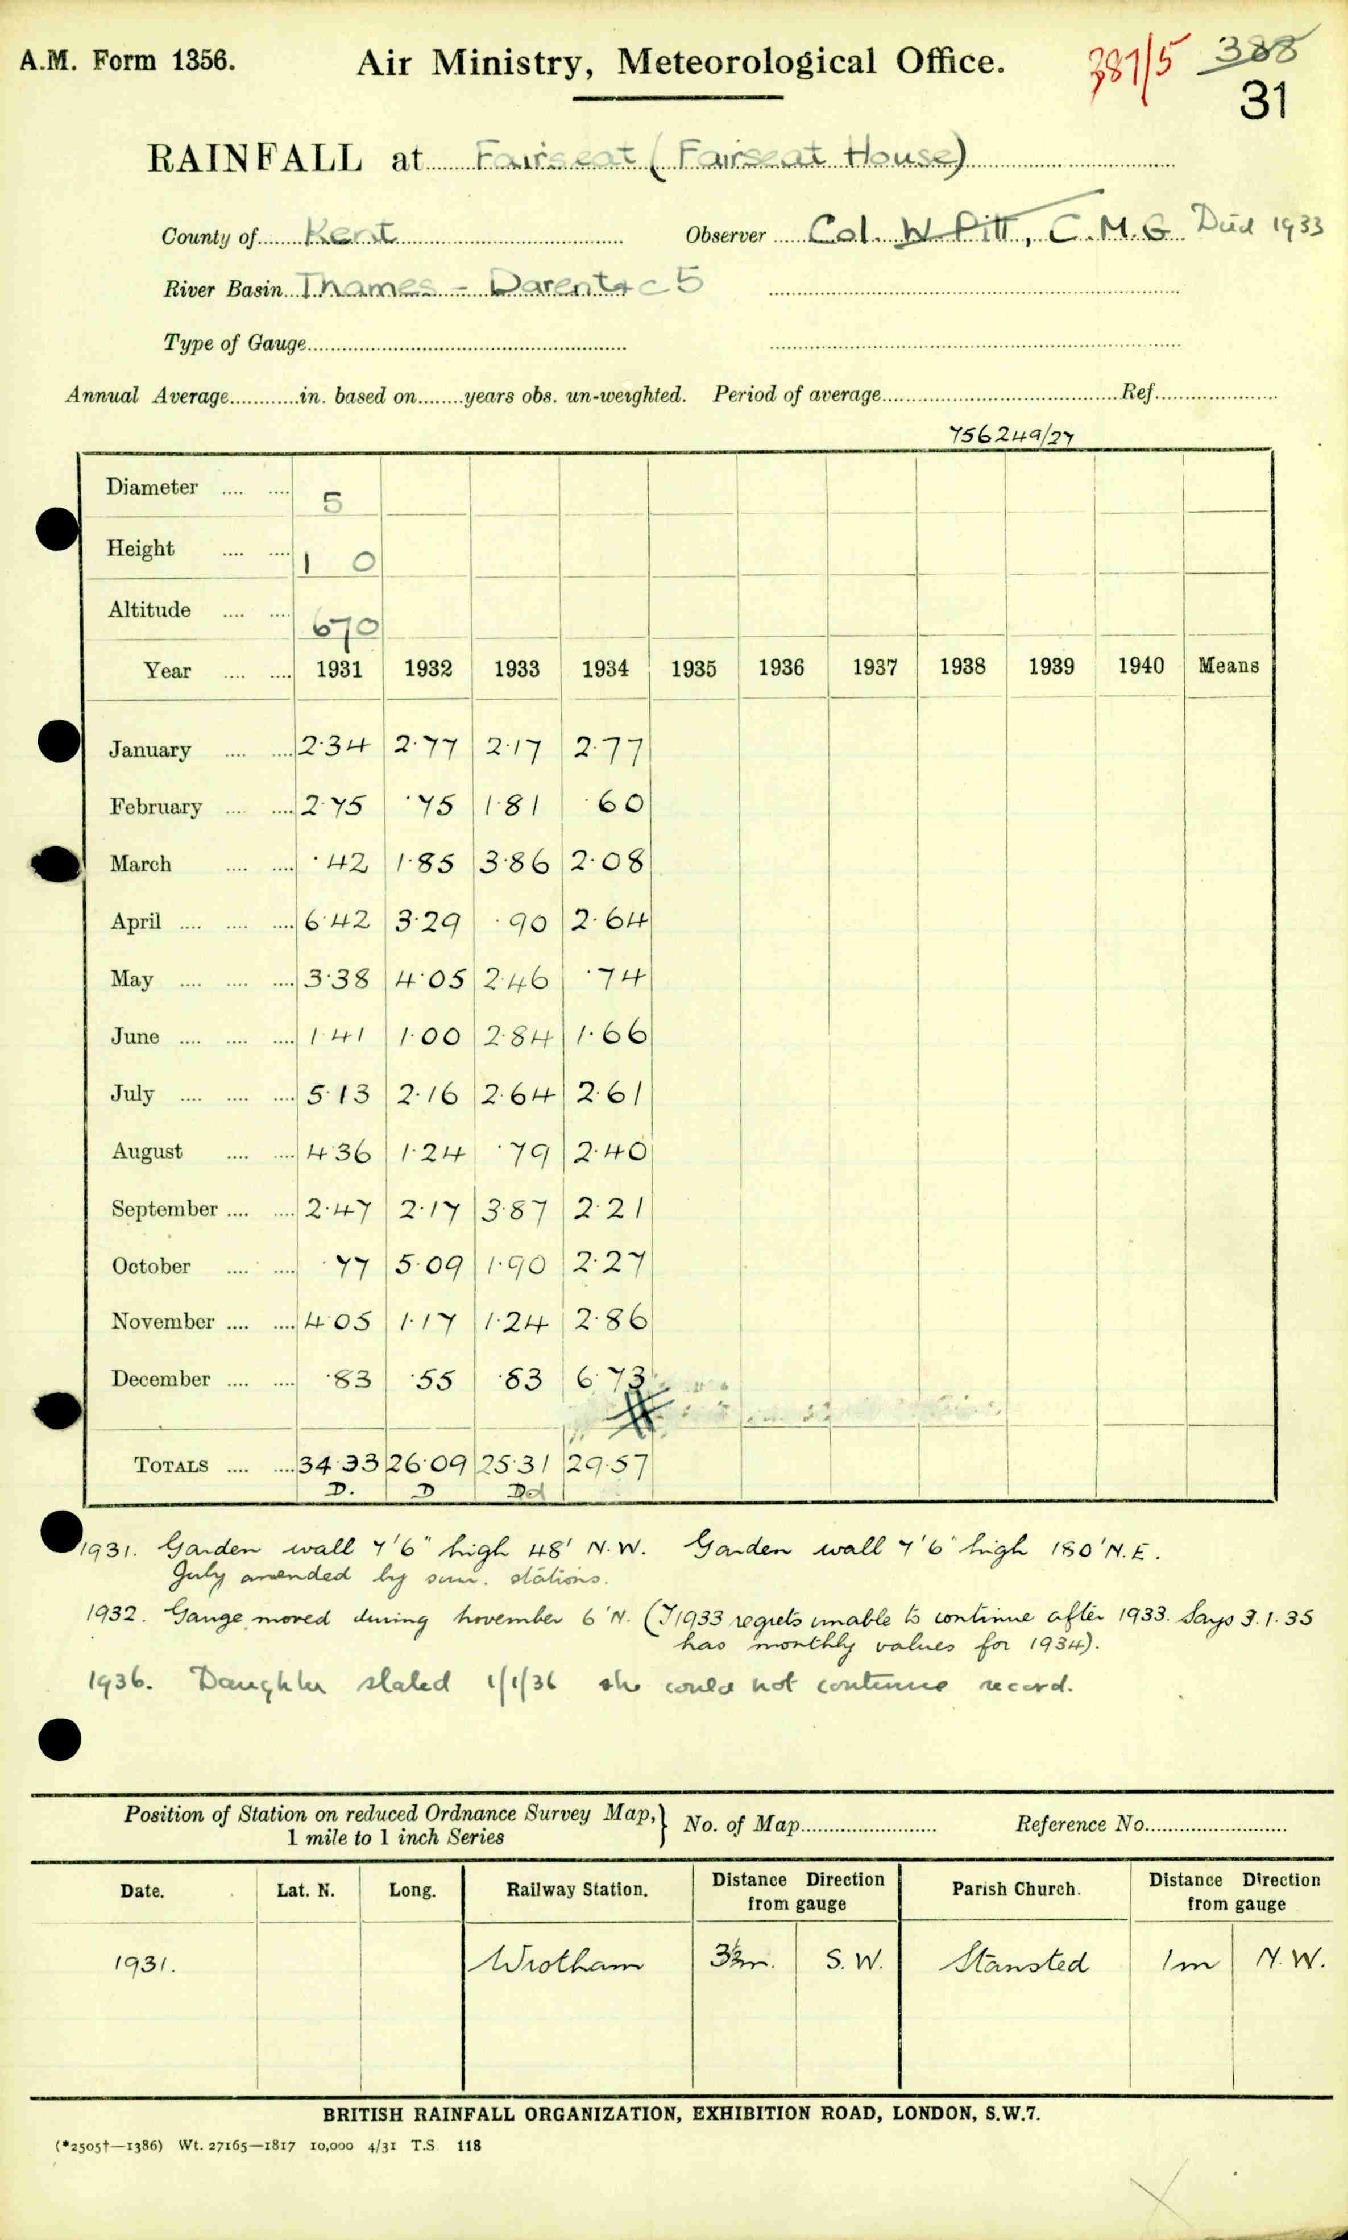 A.M. Form 1356. Air Ministry, Meteorological Office. 387/5 388
31
RAINFALL at Fairseat (Fairseat House)
County of Kent Observer Col. W. Pitt, C.M.G Died 1933
River Basin Thames - Darent + c 5
Type of Gauge
Annual Average in. based on years obs. un-weighted. Period of average Ref.
756249/27
Diameter 5
Height 1 0
Altitude 670
Year 1931 1932 1933 1934 1935 1936 1937 1938 1939 1940 Means
January 2.34 2.77 2.17 2.77
February 2.75 .75 1.81 .60
March .42 1.85 3.86 2.08
April 6.42 3.29 .90 2.64
May 3.38 4.05 2.46 .74
June 1.41 1.00 2.84 1.66
July 5.13 2.16 2.64 2.61
August 4.36 1.24 .79 2.40
September 2.47 2.17 3.87 2.21
October .77 5.09 1.90 2.27
November 4.05 1.17 1.24 2.86
December .83 .55 .83 6.73
TOTALS 34.33 26.09 25.31 29.57
D. D Dd
1931. Garden wall 7'6" high 48' N.W. Garden wall 7'6" high 180' N.E.
July amended by surr. stations.
1932. Gauge moved during November 6' N. (J1933 regrets unable to continue after 1933. Says 3.1.35
has monthly values for 1934).
1936. Daughter stated 1/1/36 she could not continue record.
Position of Station on reduced Ordnance Survey Map, No. of Map Reference No.
1 mile to 1 inch Series
Date. Lat. N. Long. Railway Station. Distance Direction from gauge Parish Church. Distance Direction from gauge
1931. Wrotham 3½m. S.W. Stansted 1m N.W.
BRITISH RAINFALL ORGANIZATION, EXHIBITION ROAD, LONDON, S.W.7.
(*2505†—1386) Wt. 27165—1817 10,000 4/31 T.S. 118